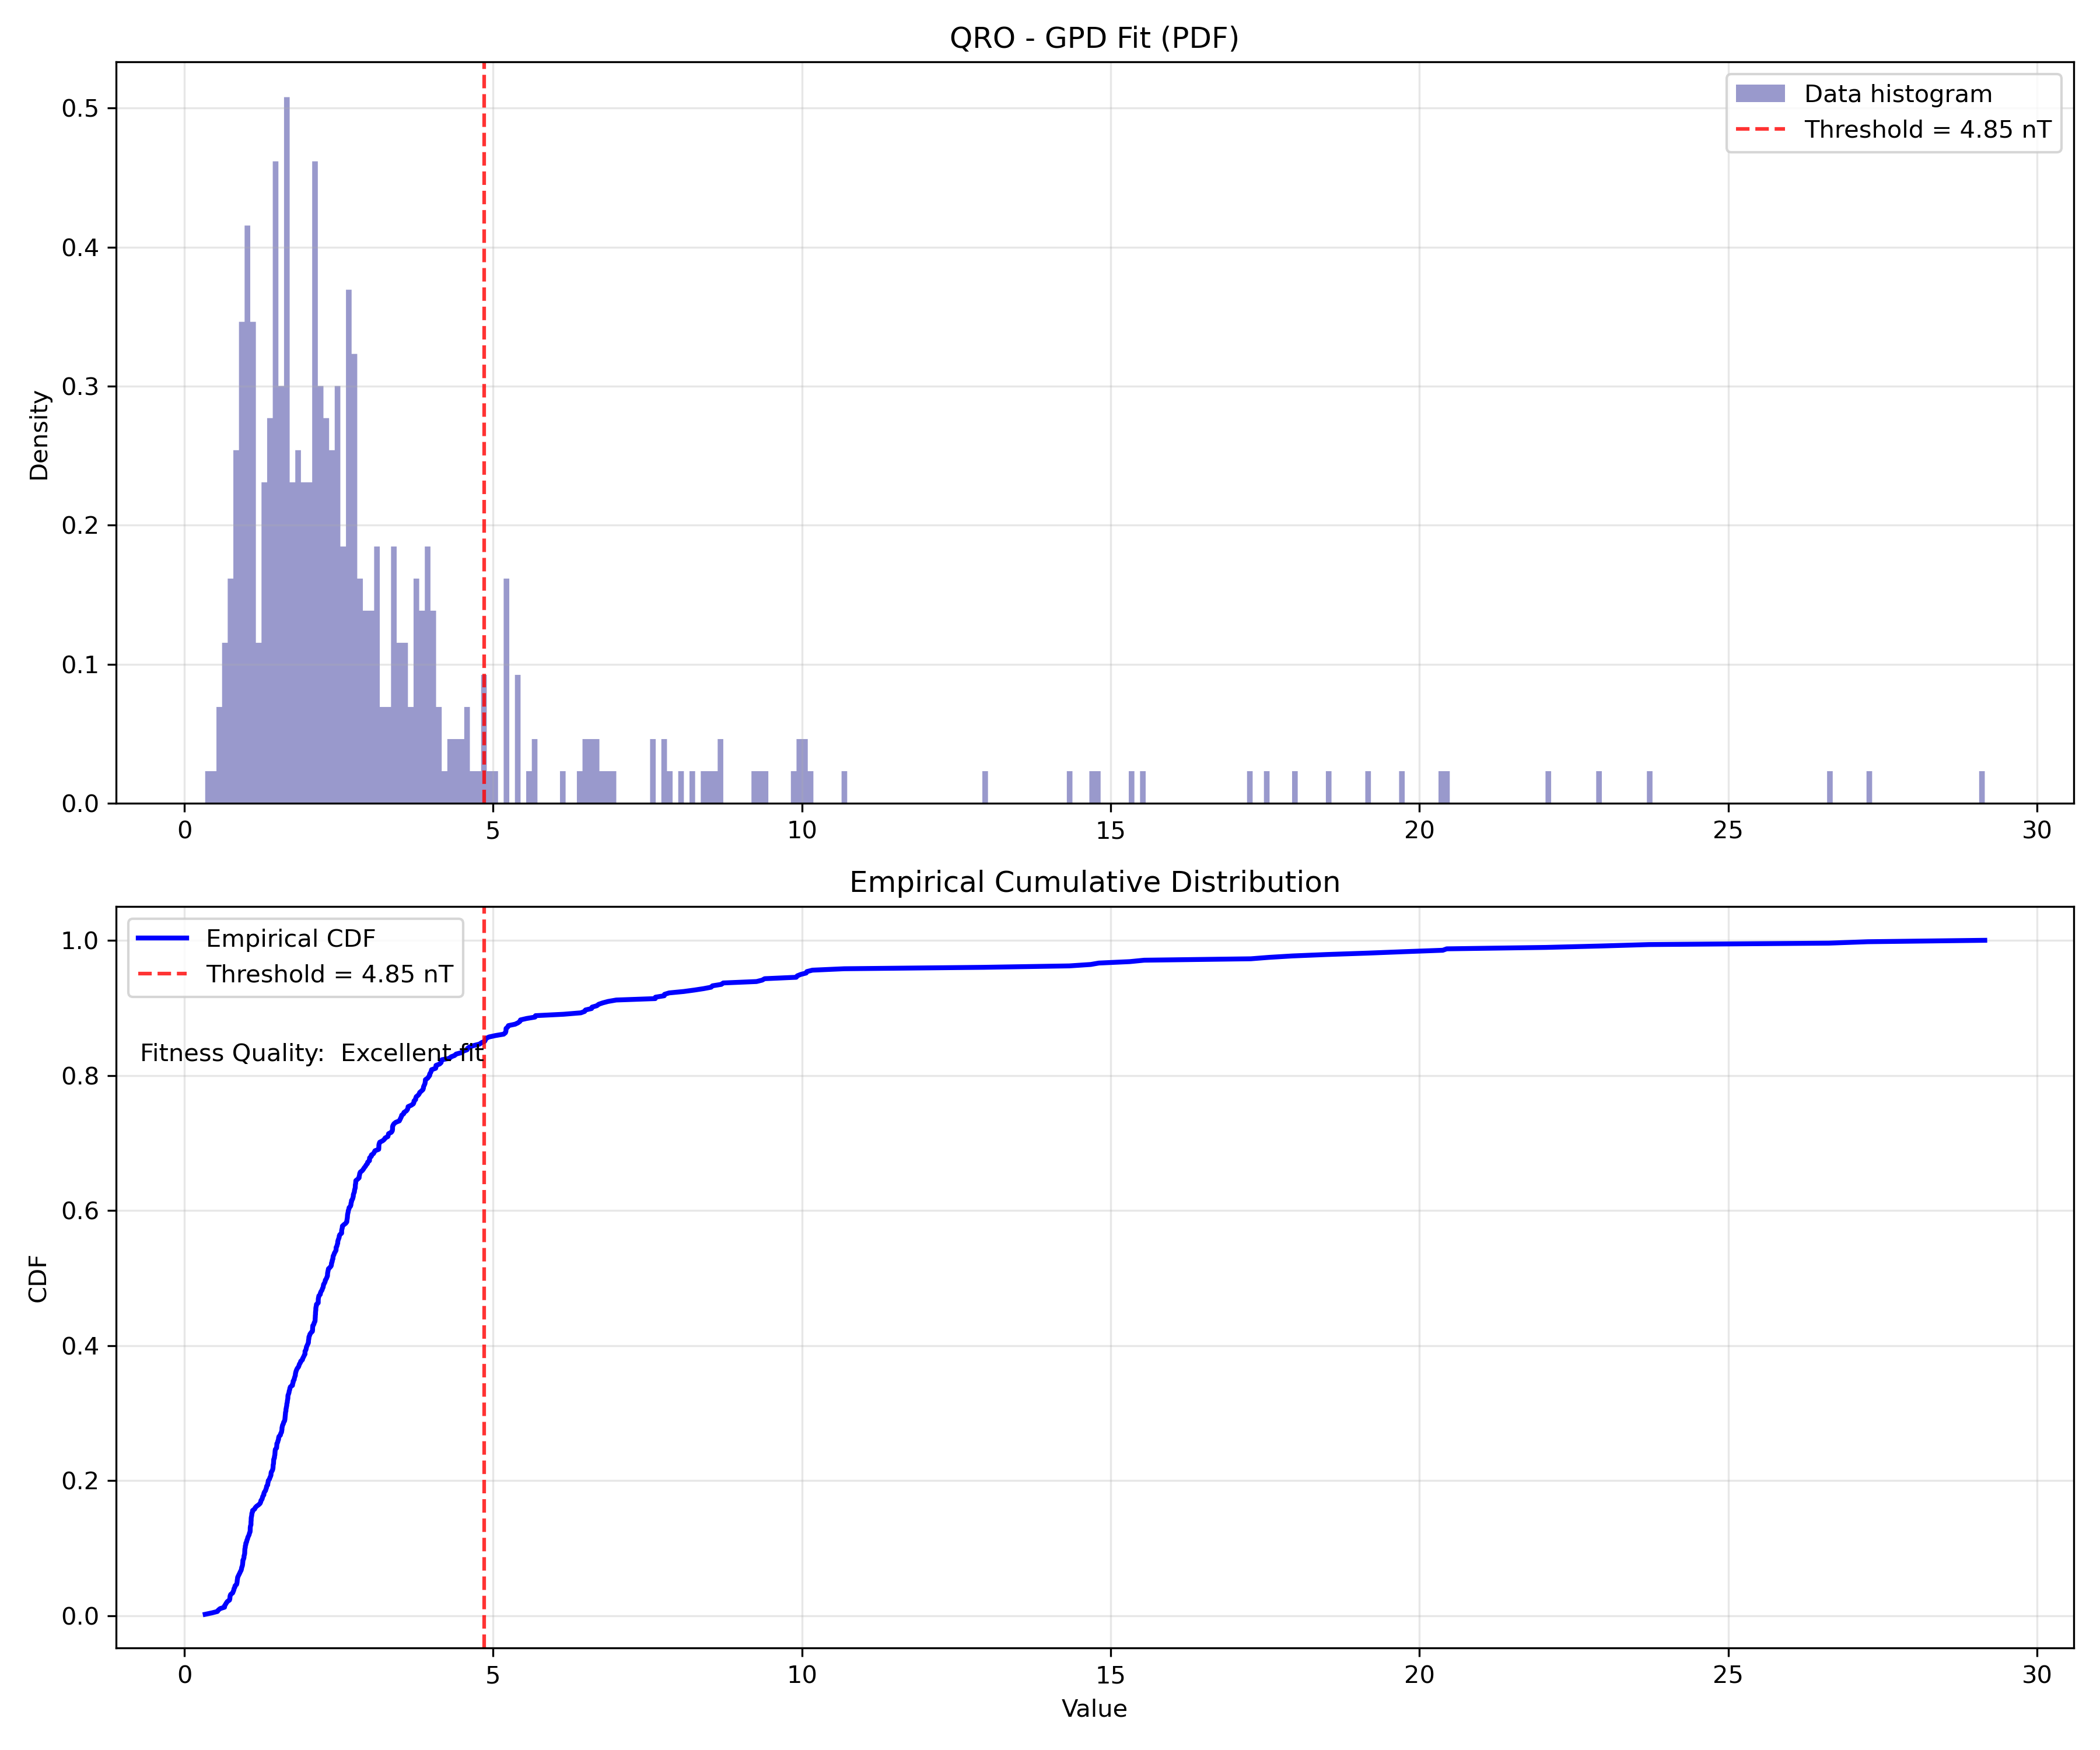 QRO - GPD Fit (PDF)
Data histogram
Threshold = 4.85 nT
Density
0.5
0.4
0.3
0.2
0.1
0.0
0 5 10 15 20 25 30
Empirical Cumulative Distribution
Empirical CDF
Threshold = 4.85 nT
Fitness Quality: Excellent fit
CDF
1.0
0.8
0.6
0.4
0.2
0.0
0 5 10 15 20 25 30
Value